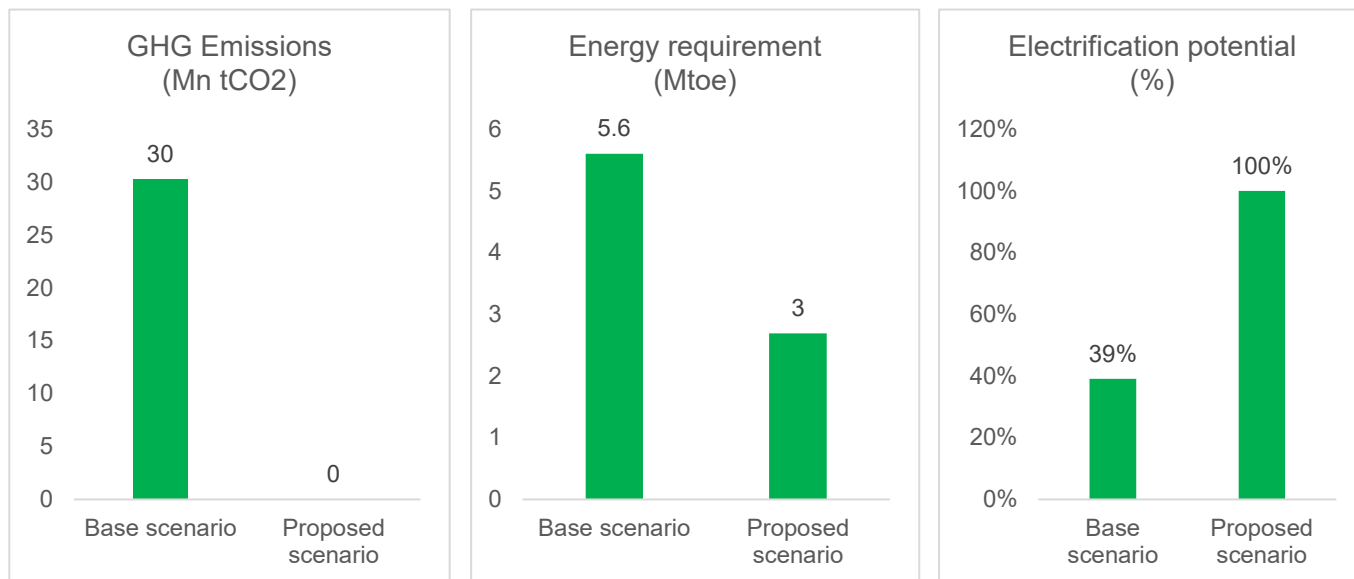 GHG Emissions
(Mn tCO2)
35
30
25
20
15
10
5
0
30
0
Base scenario
Proposed
scenario
Energy requirement
(Mtoe)
6
5
4
3
2
1
0
5.6
3
Base scenario
Proposed
scenario
Electrification potential
(%)
120%
100%
80%
60%
40%
20%
0%
39%
100%
Base
scenario
Proposed
scenario